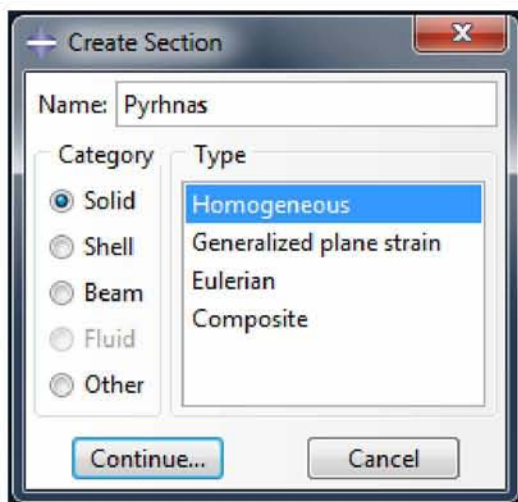 Create Section
Name: Pyrhnas
Category
Solid
Shell
Beam
Fluid
Other
Type
Homogeneous
Generalized plane strain
Eulerian
Composite
Continue...
Cancel